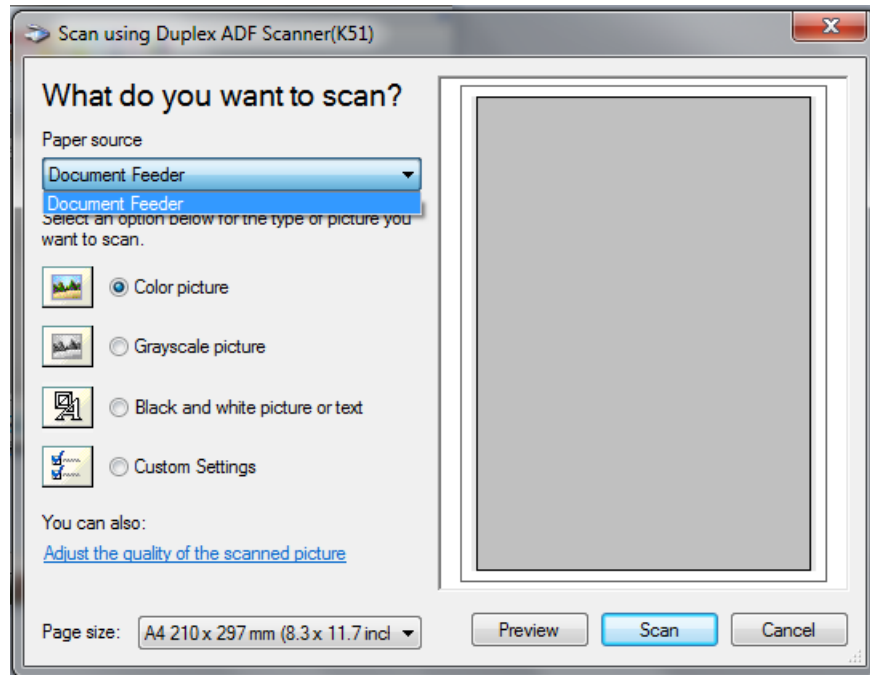 Scan using Duplex ADF Scanner(K51)
What do you want to scan?
Paper source
Document Feeder
Document Feeder
Select an option below for the type of picture you
want to scan.
Color picture
Grayscale picture
Black and white picture or text
Custom Settings
You can also:
Adjust the quality of the scanned picture
Page size: A4 210 x 297 mm (8.3 x 11.7 incl
Preview Scan Cancel